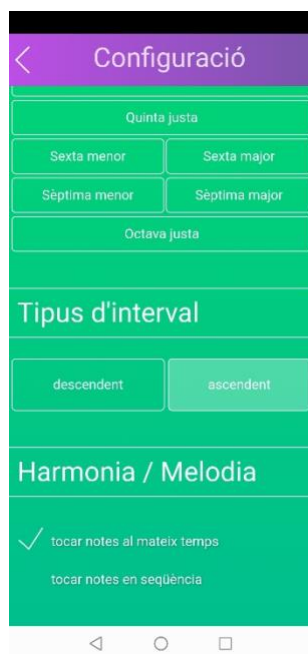 Configuració
Quinta justa
Sexta menor
Sexta major
Sèptima menor
Sèptima major
Octava justa
Tipus d'interval
descendent
ascendent
Harmonia / Melodia
tocar notes al mateix temps
tocar notes en seqüència